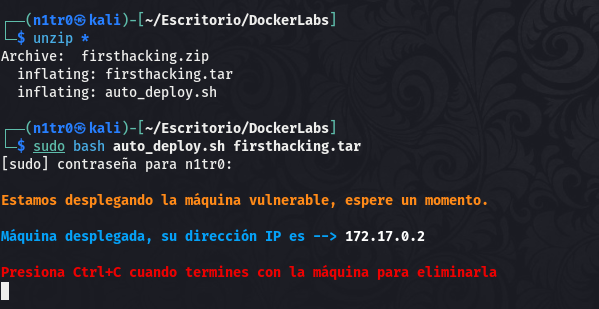 ┌──(n1tr0㉿kali)-[~/Escritorio/DockerLabs]
└─$ unzip *
Archive:  firsthacking.zip
  inflating: firsthacking.tar
  inflating: auto_deploy.sh
┌──(n1tr0㉿kali)-[~/Escritorio/DockerLabs]
└─$ sudo bash auto_deploy.sh firsthacking.tar
[sudo] contraseña para n1tr0:
Estamos desplegando la máquina vulnerable, espere un momento.
Máquina desplegada, su dirección IP es --> 172.17.0.2
Presiona Ctrl+C cuando termines con la máquina para eliminarla